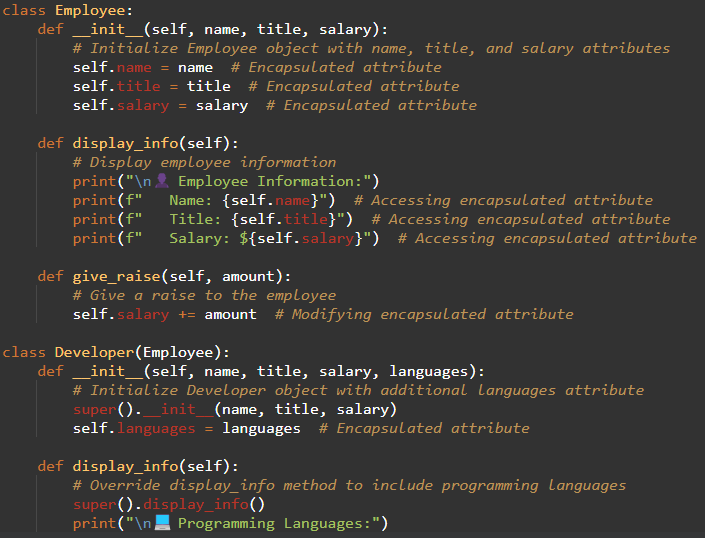 class Employee:
    def __init__(self, name, title, salary):
        # Initialize Employee object with name, title, and salary attributes
        self.name = name  # Encapsulated attribute
        self.title = title  # Encapsulated attribute
        self.salary = salary  # Encapsulated attribute

    def display_info(self):
        # Display employee information
        print("\n👤 Employee Information:")
        print(f"   Name: {self.name}")  # Accessing encapsulated attribute
        print(f"   Title: {self.title}")  # Accessing encapsulated attribute
        print(f"   Salary: ${self.salary}")  # Accessing encapsulated attribute

    def give_raise(self, amount):
        # Give a raise to the employee
        self.salary += amount  # Modifying encapsulated attribute

class Developer(Employee):
    def __init__(self, name, title, salary, languages):
        # Initialize Developer object with additional languages attribute
        super().__init__(name, title, salary)
        self.languages = languages  # Encapsulated attribute

    def display_info(self):
        # Override display_info method to include programming languages
        super().display_info()
        print("\n💻 Programming Languages:")